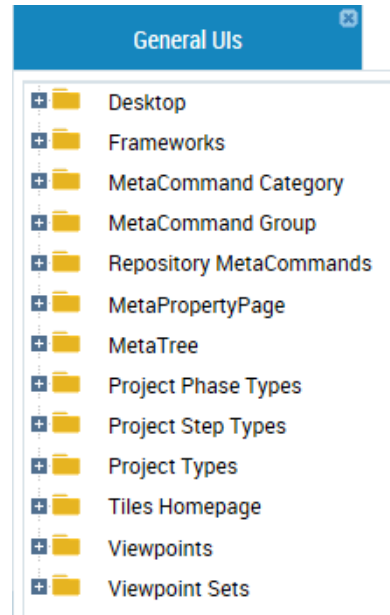 General UIs
Desktop
Frameworks
MetaCommand Category
MetaCommand Group
Repository MetaCommands
MetaPropertyPage
MetaTree
Project Phase Types
Project Step Types
Project Types
Tiles Homepage
Viewpoints
Viewpoint Sets